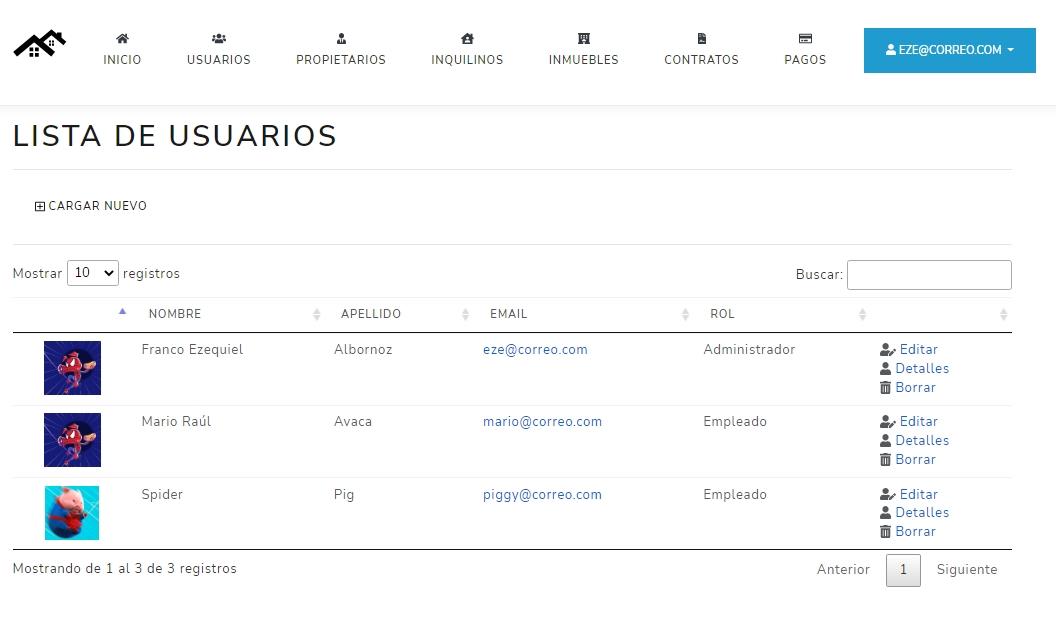 INICIO USUARIOS PROPIETARIOS INQUILINOS INMUEBLES CONTRATOS PAGOS EZE@CORREO.COM
LISTA DE USUARIOS
CARGAR NUEVO
Mostrar 10 registros Buscar:
NOMBRE APELLIDO EMAIL ROL
Franco Ezequiel Albornoz eze@correo.com Administrador Editar
Detalles
Borrar
Mario Raúl Avaca mario@correo.com Empleado Editar
Detalles
Borrar
Spider Pig piggy@correo.com Empleado Editar
Detalles
Borrar
Mostrando de 1 al 3 de 3 registros Anterior 1 Siguiente